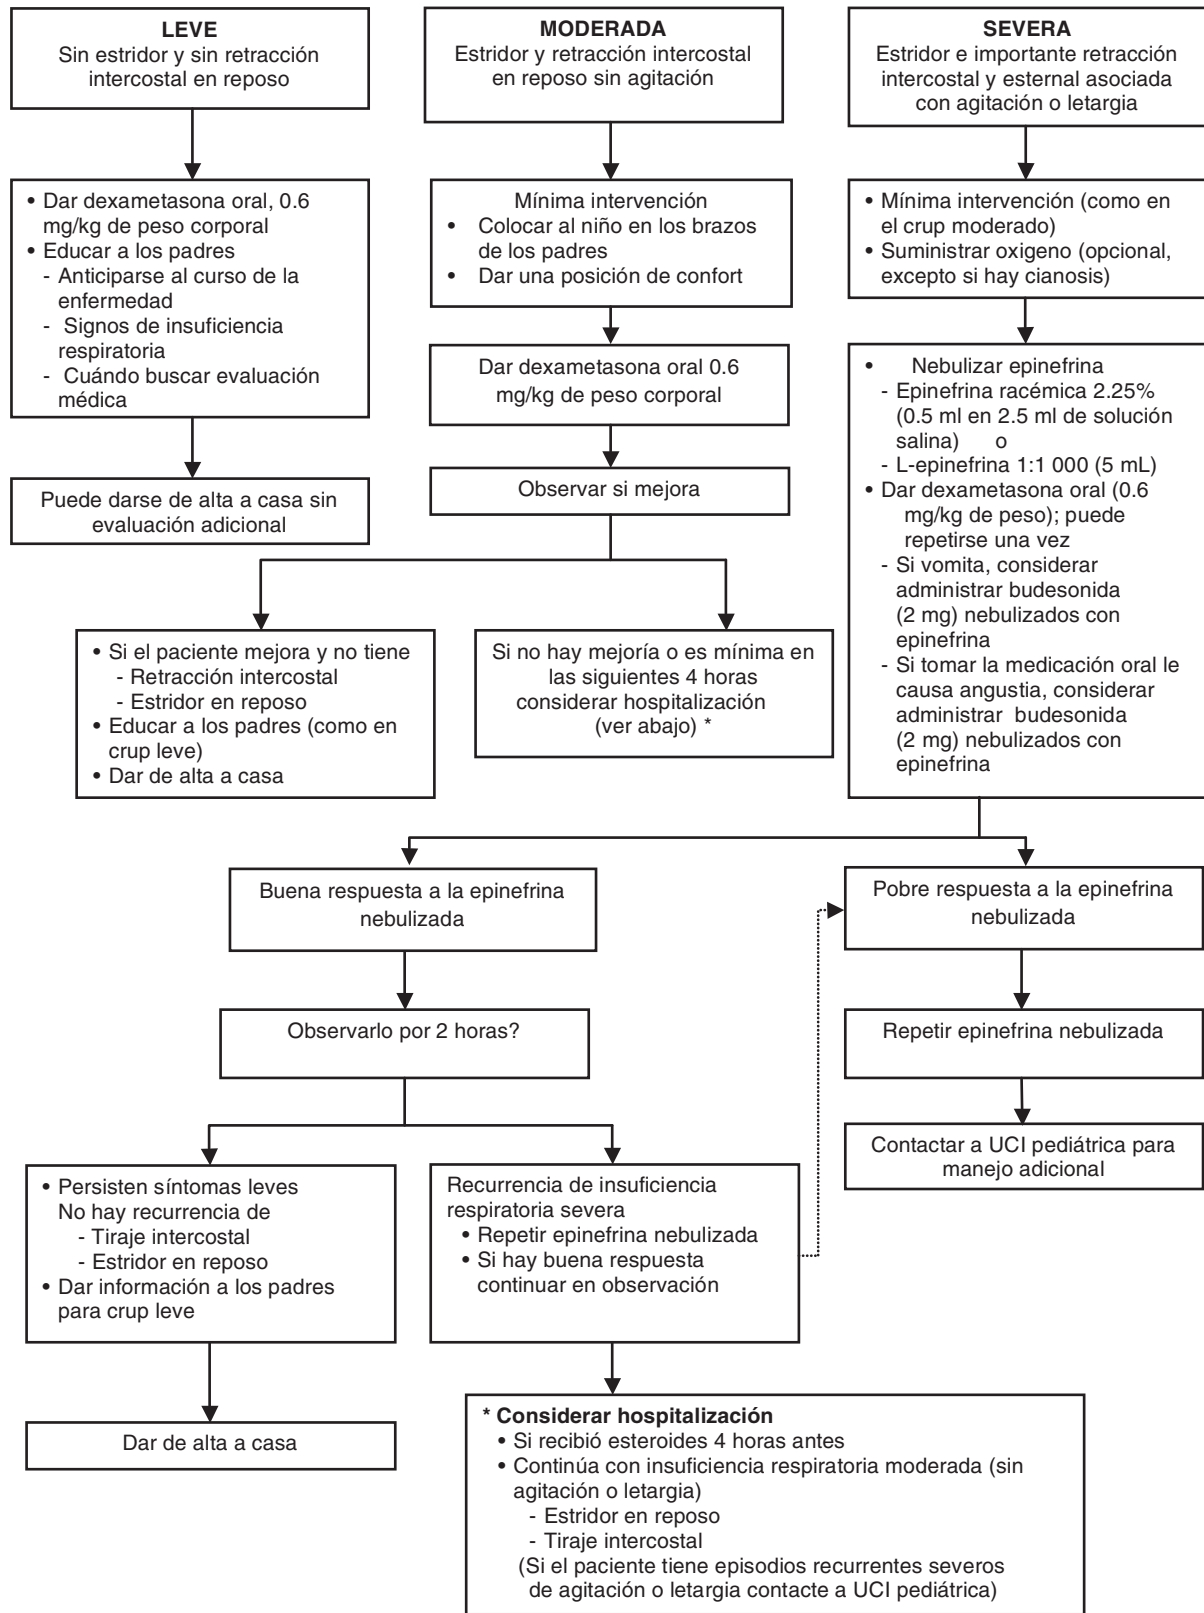 LEVE
Sin estridor y sin retracción
intercostal en reposo
MODERADA
Estridor y retracción intercostal
en reposo sin agitación
SEVERA
Estridor e importante retracción
intercostal y esternal asociada
con agitación o letargia
• Dar dexametasona oral, 0.6
mg/kg de peso corporal
• Educar a los padres
- Anticiparse al curso de la
enfermedad
- Signos de insuficiencia
respiratoria
- Cuándo buscar evaluación
médica
Mínima intervención
• Colocar al niño en los brazos
de los padres
• Dar una posición de confort
• Mínima intervención (como en
el crup moderado)
• Suministrar oxigeno (opcional,
excepto si hay cianosis)
Dar dexametasona oral 0.6
mg/kg de peso corporal
• Nebulizar epinefrina
- Epinefrina racémica 2.25%
(0.5 ml en 2.5 ml de solución
salina) o
- L-epinefrina 1:1 000 (5 mL)
• Dar dexametasona oral (0.6
mg/kg de peso); puede
repetirse una vez
- Si vomita, considerar
administrar budesonida
(2 mg) nebulizados con
epinefrina
- Si tomar la medicación oral le
causa angustia, considerar
administrar budesonida
(2 mg) nebulizados con
epinefrina
Puede darse de alta a casa sin
evaluación adicional
Observar si mejora
• Si el paciente mejora y no tiene
- Retracción intercostal
- Estridor en reposo
• Educar a los padres (como en
crup leve)
• Dar de alta a casa
Si no hay mejoría o es mínima en
las siguientes 4 horas
considerar hospitalización
(ver abajo) *
Buena respuesta a la epinefrina
nebulizada
Pobre respuesta a la epinefrina
nebulizada
Observarlo por 2 horas?
Repetir epinefrina nebulizada
Contactar a UCI pediátrica para
manejo adicional
• Persisten síntomas leves
No hay recurrencia de
- Tiraje intercostal
- Estridor en reposo
• Dar información a los padres
para crup leve
Recurrencia de insuficiencia
respiratoria severa
• Repetir epinefrina nebulizada
• Si hay buena respuesta
continuar en observación
Dar de alta a casa
* Considerar hospitalización
• Si recibió esteroides 4 horas antes
• Continúa con insuficiencia respiratoria moderada (sin
agitación o letargia)
- Estridor en reposo
- Tiraje intercostal
(Si el paciente tiene episodios recurrentes severos
de agitación o letargia contacte a UCI pediátrica)